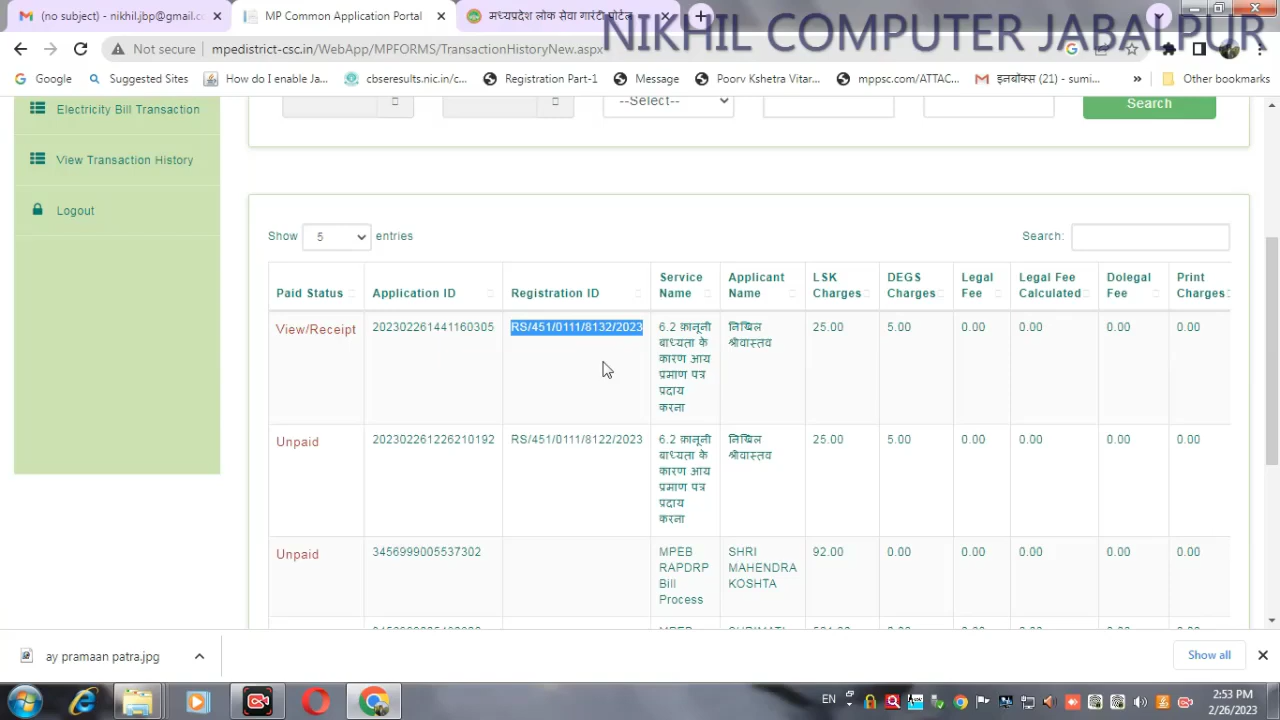 (no subject) - nikhil.jbp@gmail.c
MP Common Application Portal
मध्यप्रदेश लोक सेवा गारंटी पोर्टल
NIKHIL COMPUTER JABALPUR
Not secure
mpedistrict-csc.in/WebApp/MPFORMS/TransactionHistoryNew.aspx
Google
Suggested Sites
How do I enable Ja...
cbseresults.nic.in/c...
Registration Part-1
Message
Poorv Kshetra Vitar...
mppsc.com/ATTAC...
इनबॉक्स (21) - sumi...
»
Other bookmarks
Electricity Bill Transaction
View Transaction History
Logout
--Select--
Search
Show 5 entries
Search:
Paid Status
Application ID
Registration ID
Service Name
Applicant Name
LSK Charges
DEGS Charges
Legal Fee
Legal Fee Calculated
Dolegal Fee
Print Charges
View/Receipt 202302261441160305 RS/451/0111/8132/2023 6.2 क़ानूनी निखिल 25.00 5.00 0.00 0.00 0.00 0.00
बाध्यता के श्रीवास्तव
कारण आय
प्रमाण पत्र
प्रदाय
करना
Unpaid 202302261226210192 RS/451/0111/8122/2023 6.2 क़ानूनी निखिल 25.00 5.00 0.00 0.00 0.00 0.00
बाध्यता के श्रीवास्तव
कारण आय
प्रमाण पत्र
प्रदाय
करना
Unpaid 3456999005537302 MPEB SHRI 92.00 0.00 0.00 0.00 0.00 0.00
RAPDRP MAHENDRA
Bill KOSHTA
Process
ay pramaan patra.jpg
Show all
EN
2:53 PM
2/26/2023